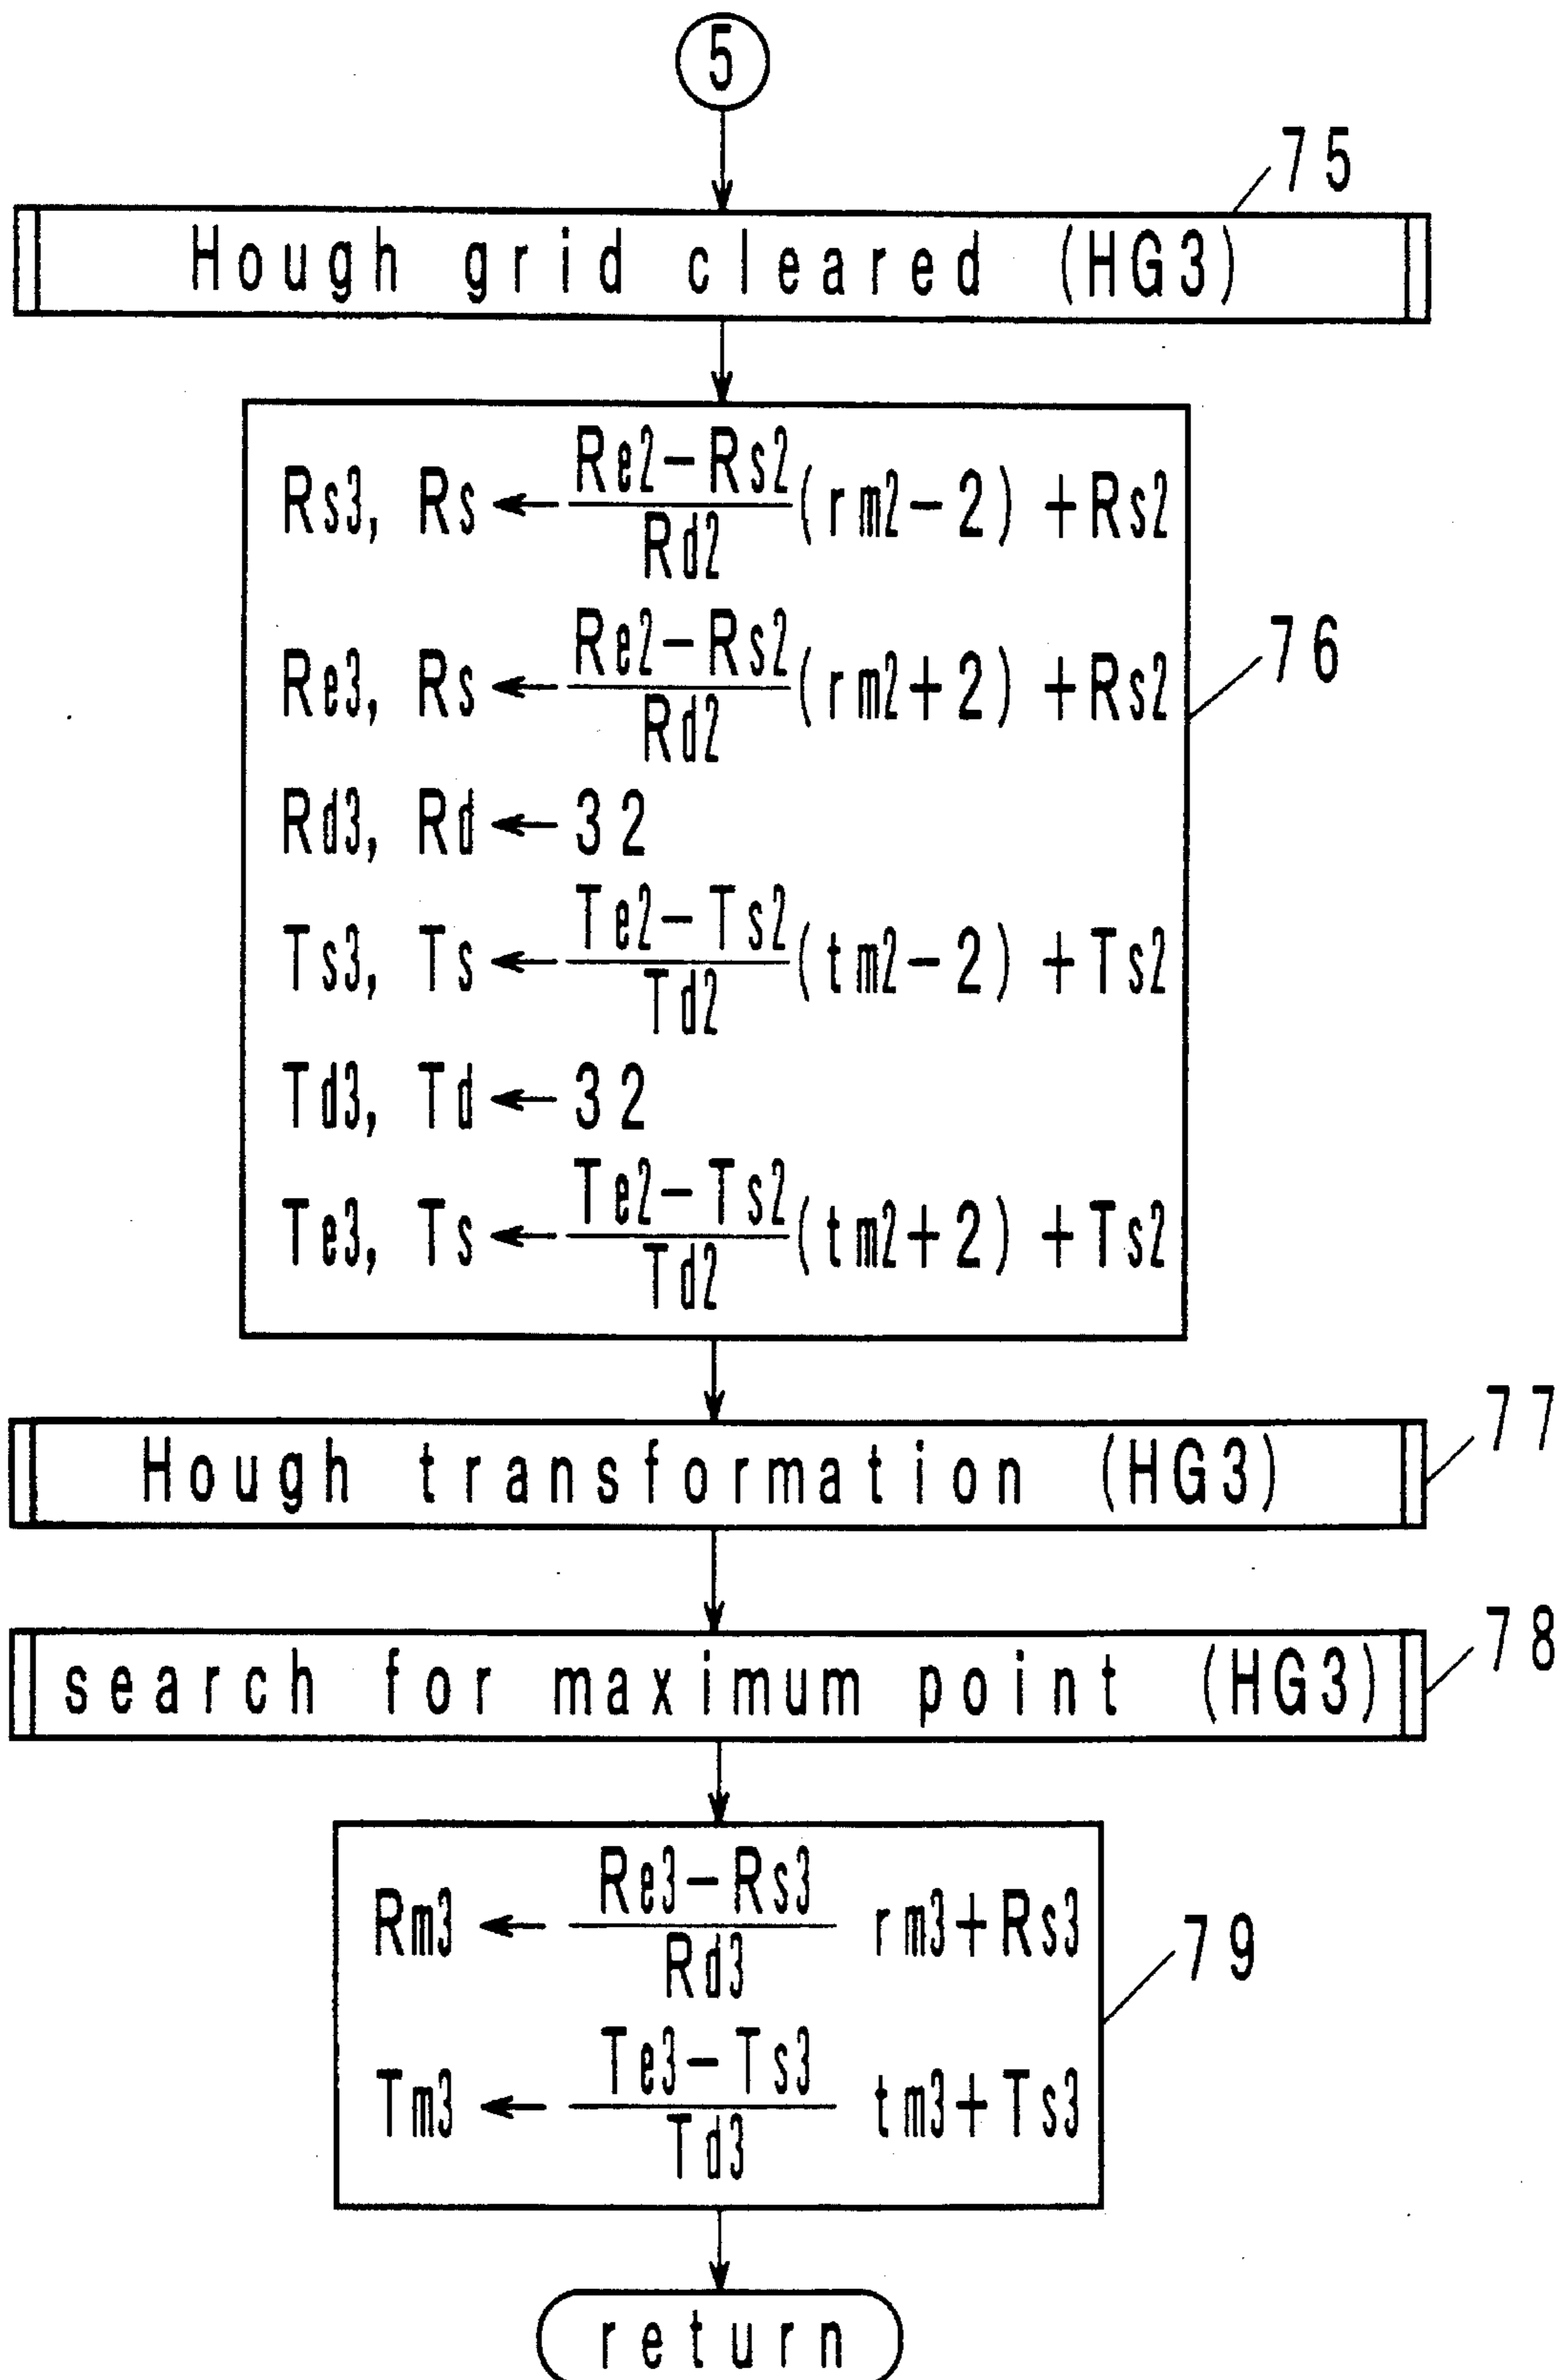 5
75
Hough grid cleared (HG3)
Rs3, Rs ← Re2-Rs2/Rd2 (rm2-2) + Rs2
Re3, Rs ← Re2-Rs2/Rd2 (rm2+2) + Rs2
76
Rd3, Rd ← 32
Ts3, Ts ← Te2-Ts2/Td2 (tm2-2) + Ts2
Td3, Td ← 32
Te3, Ts ← Te2-Ts2/Td2 (tm2+2) + Ts2
77
Hough transformation (HG3)
78
search for maximum point (HG3)
Rm3 ← Re3-Rs3/Rd3 rm3+Rs3
79
Tm3 ← Te3-Ts3/Td3 tm3+Ts3
return